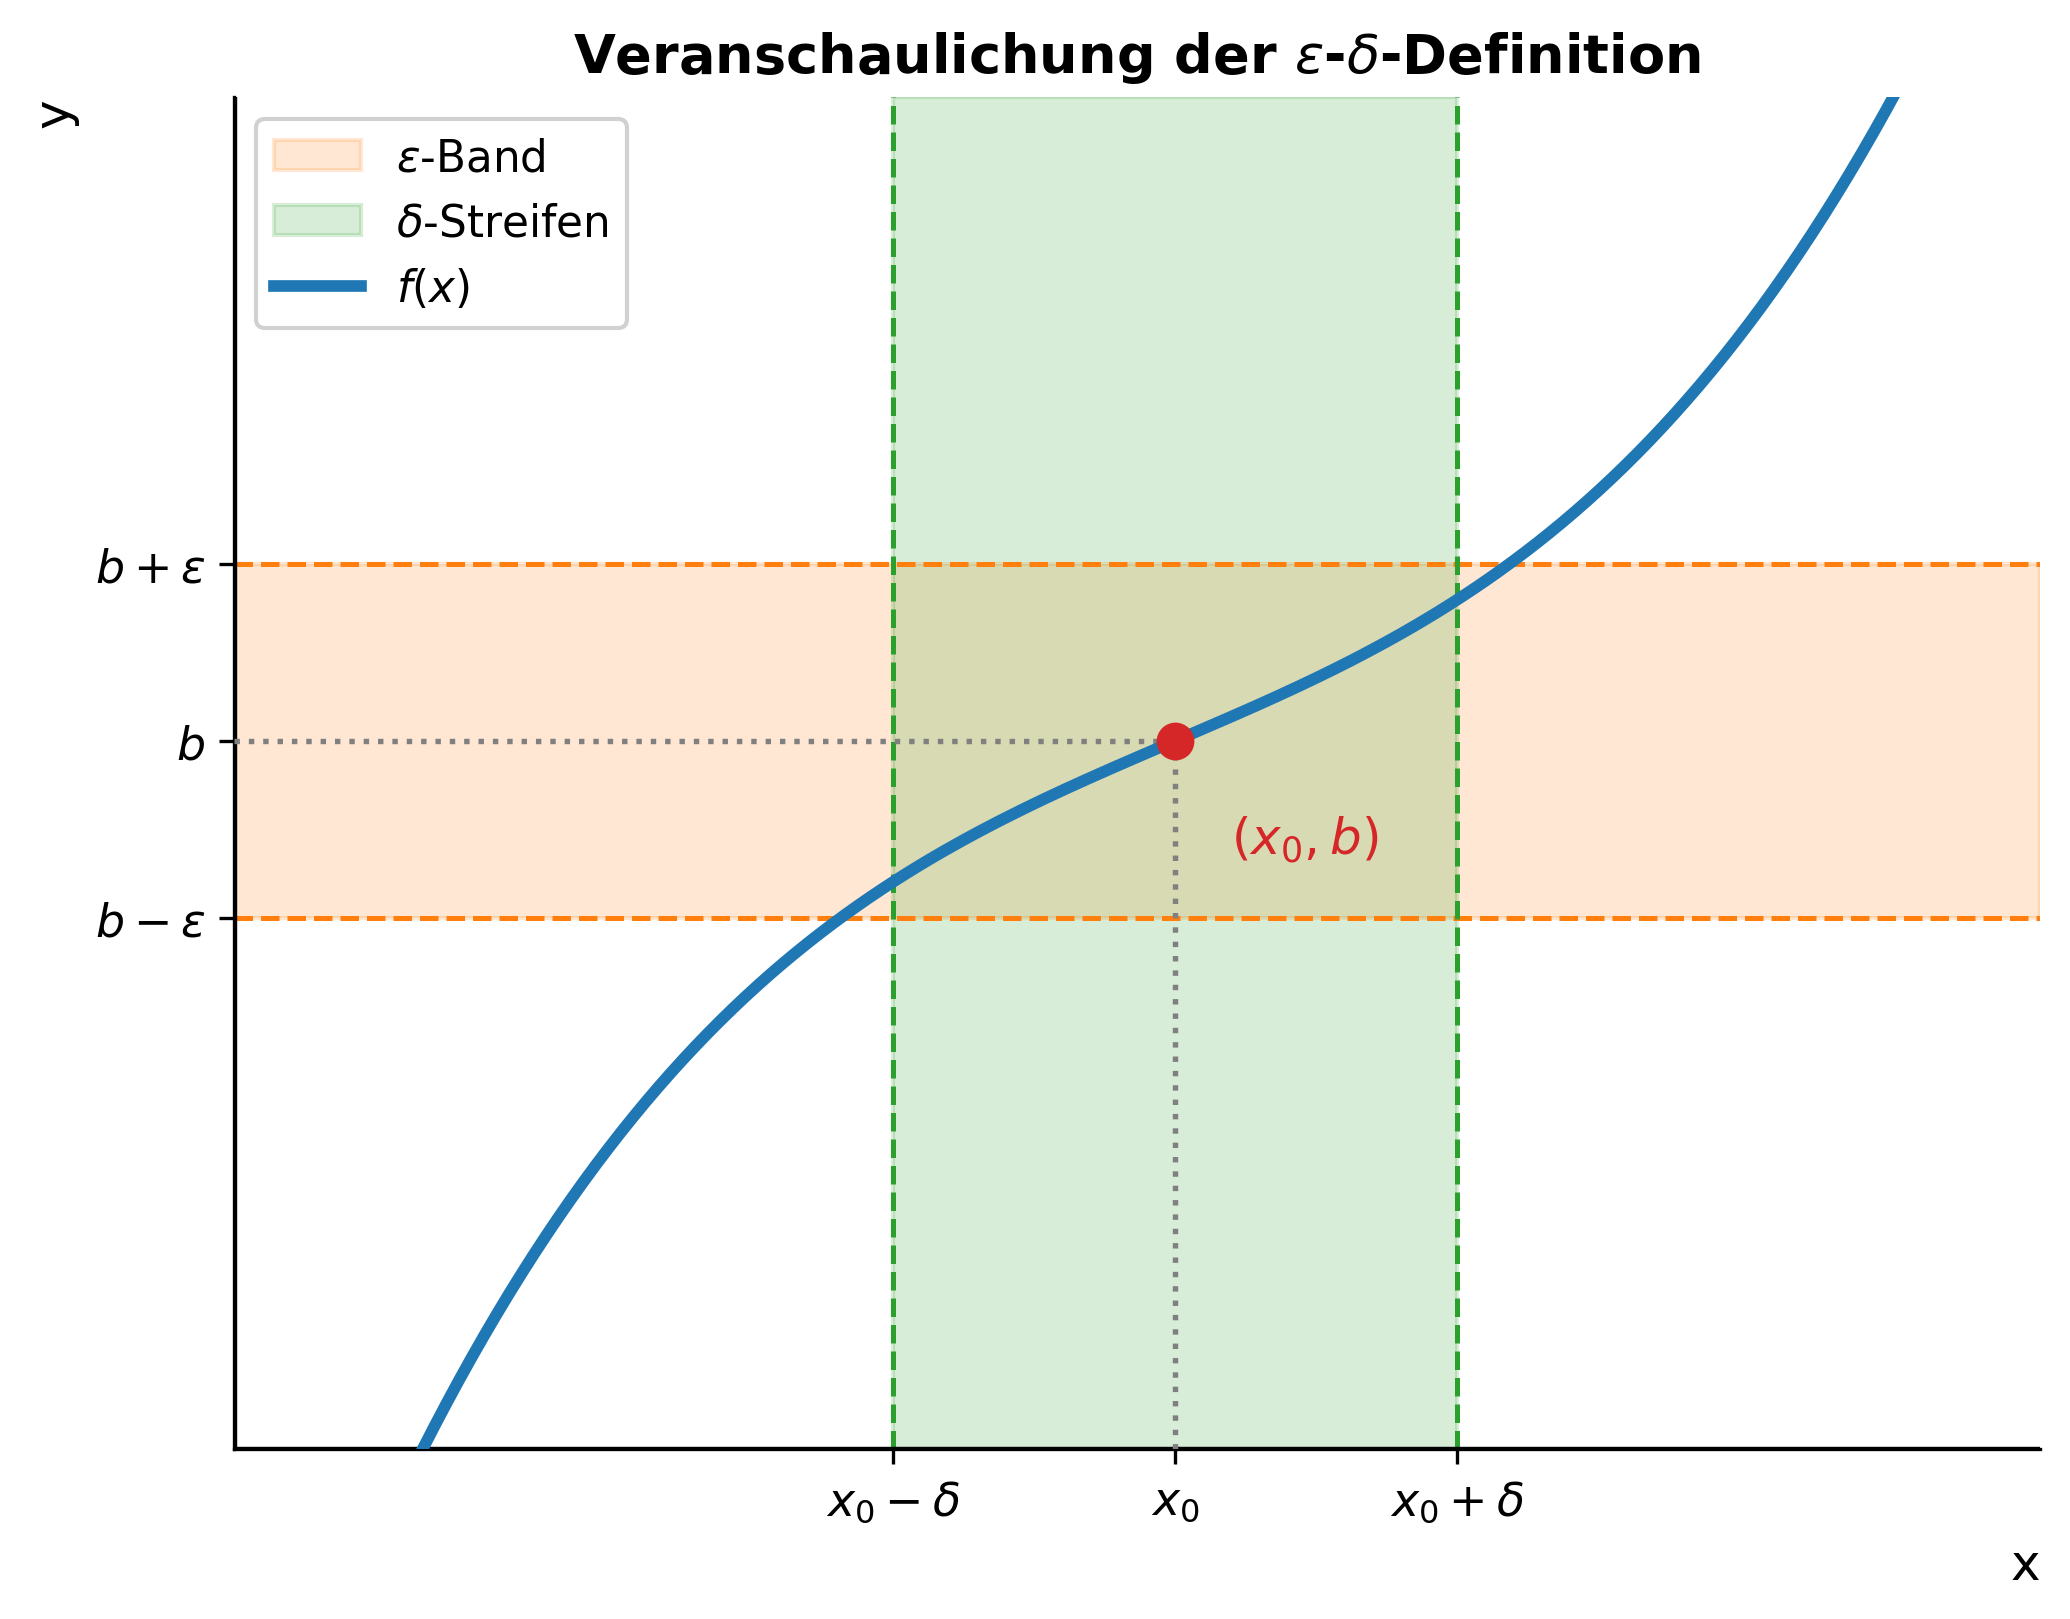 Veranschaulichung der ε-δ-Definition
y
ε-Band
δ-Streifen
f(x)
b + ε
b
b − ε
(x₀, b)
x₀ − δ
x₀
x₀ + δ
x